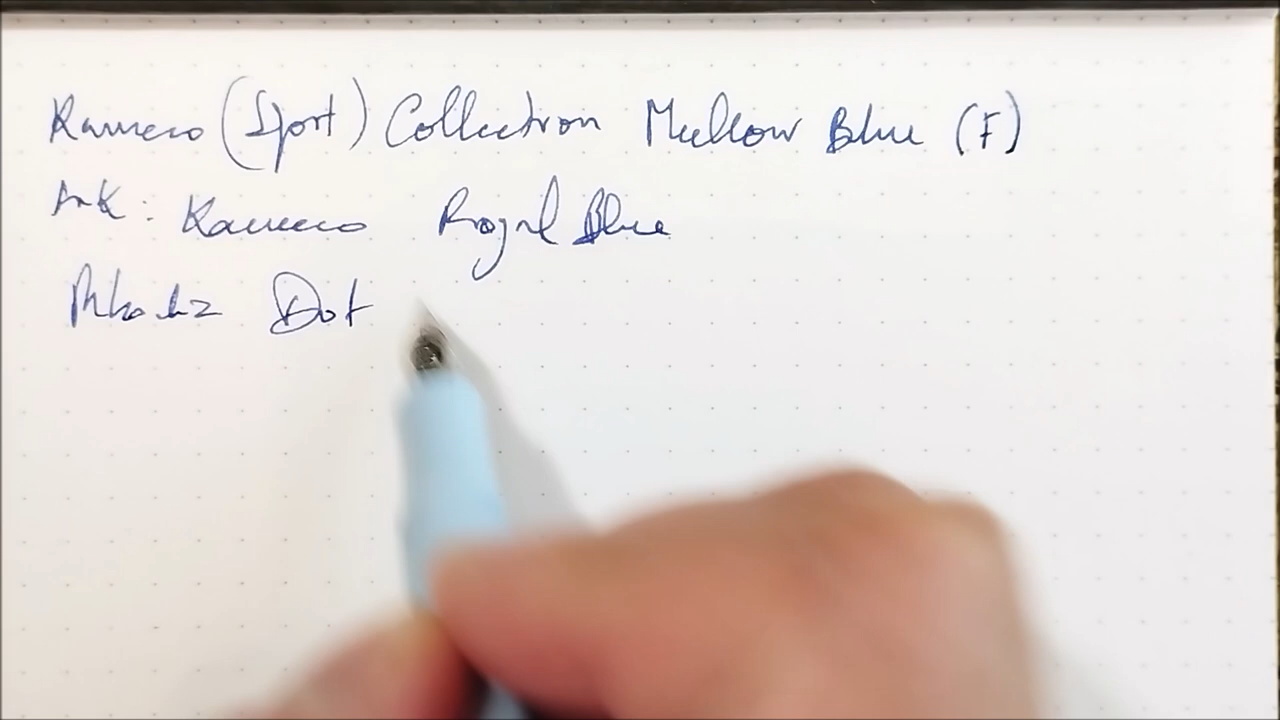 Kaweco (Sport) Collection Mellow Blue (F)
Ink: Kaweco Royal Blue
Rhodia Dot